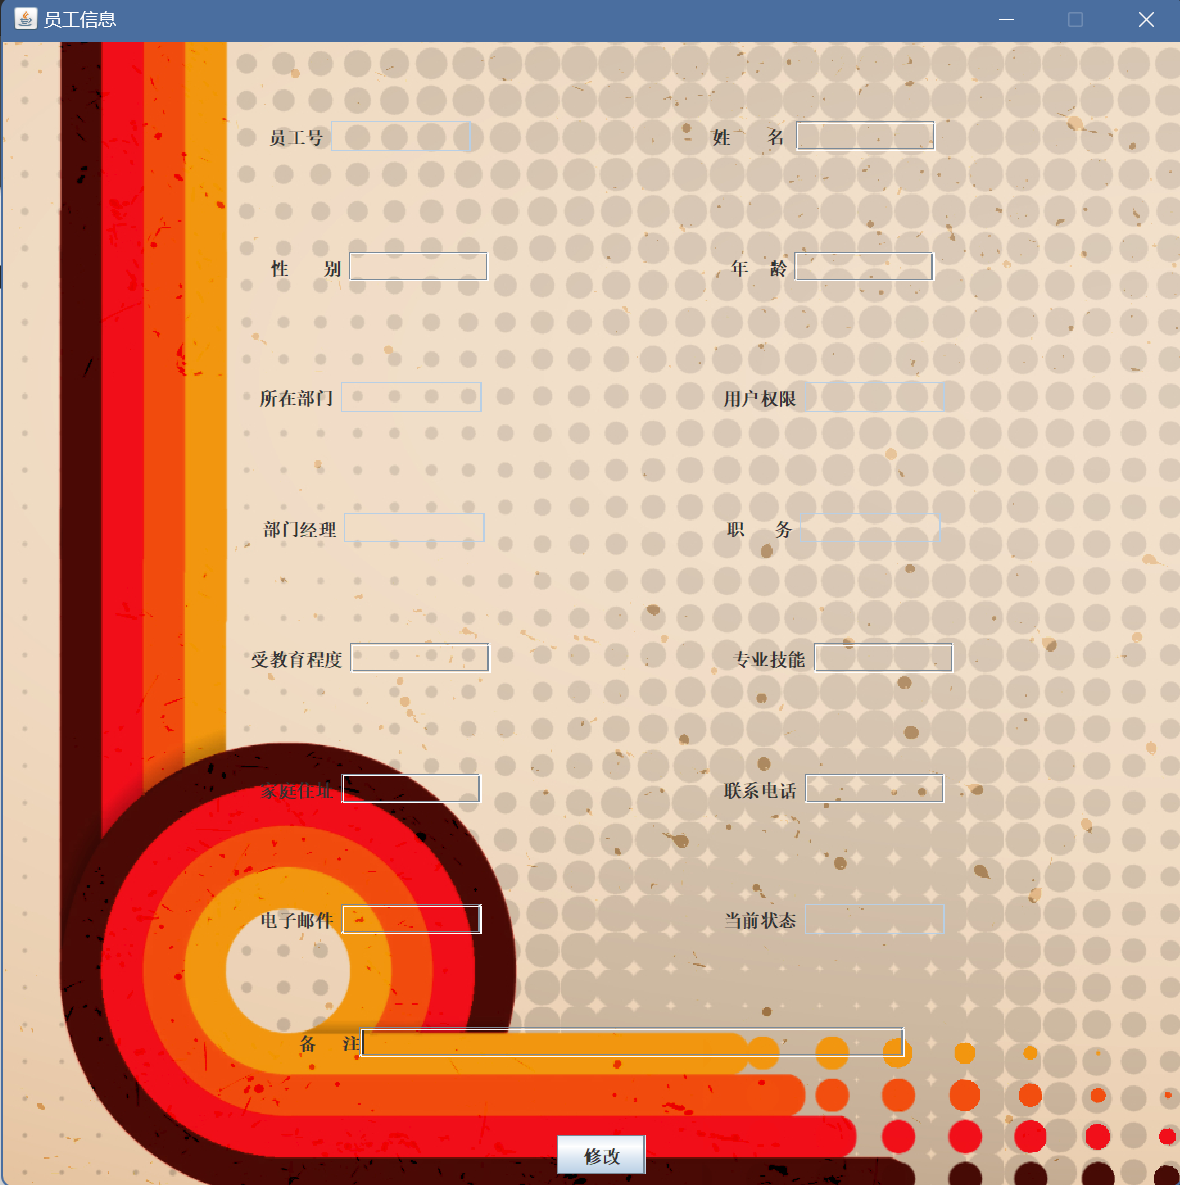 员工信息
员工号 姓 名
性 别 年 龄
所在部门 用户权限
部门经理 职 务
受教育程度 专业技能
家庭住址 联系电话
电子邮件 当前状态
备 注
修改